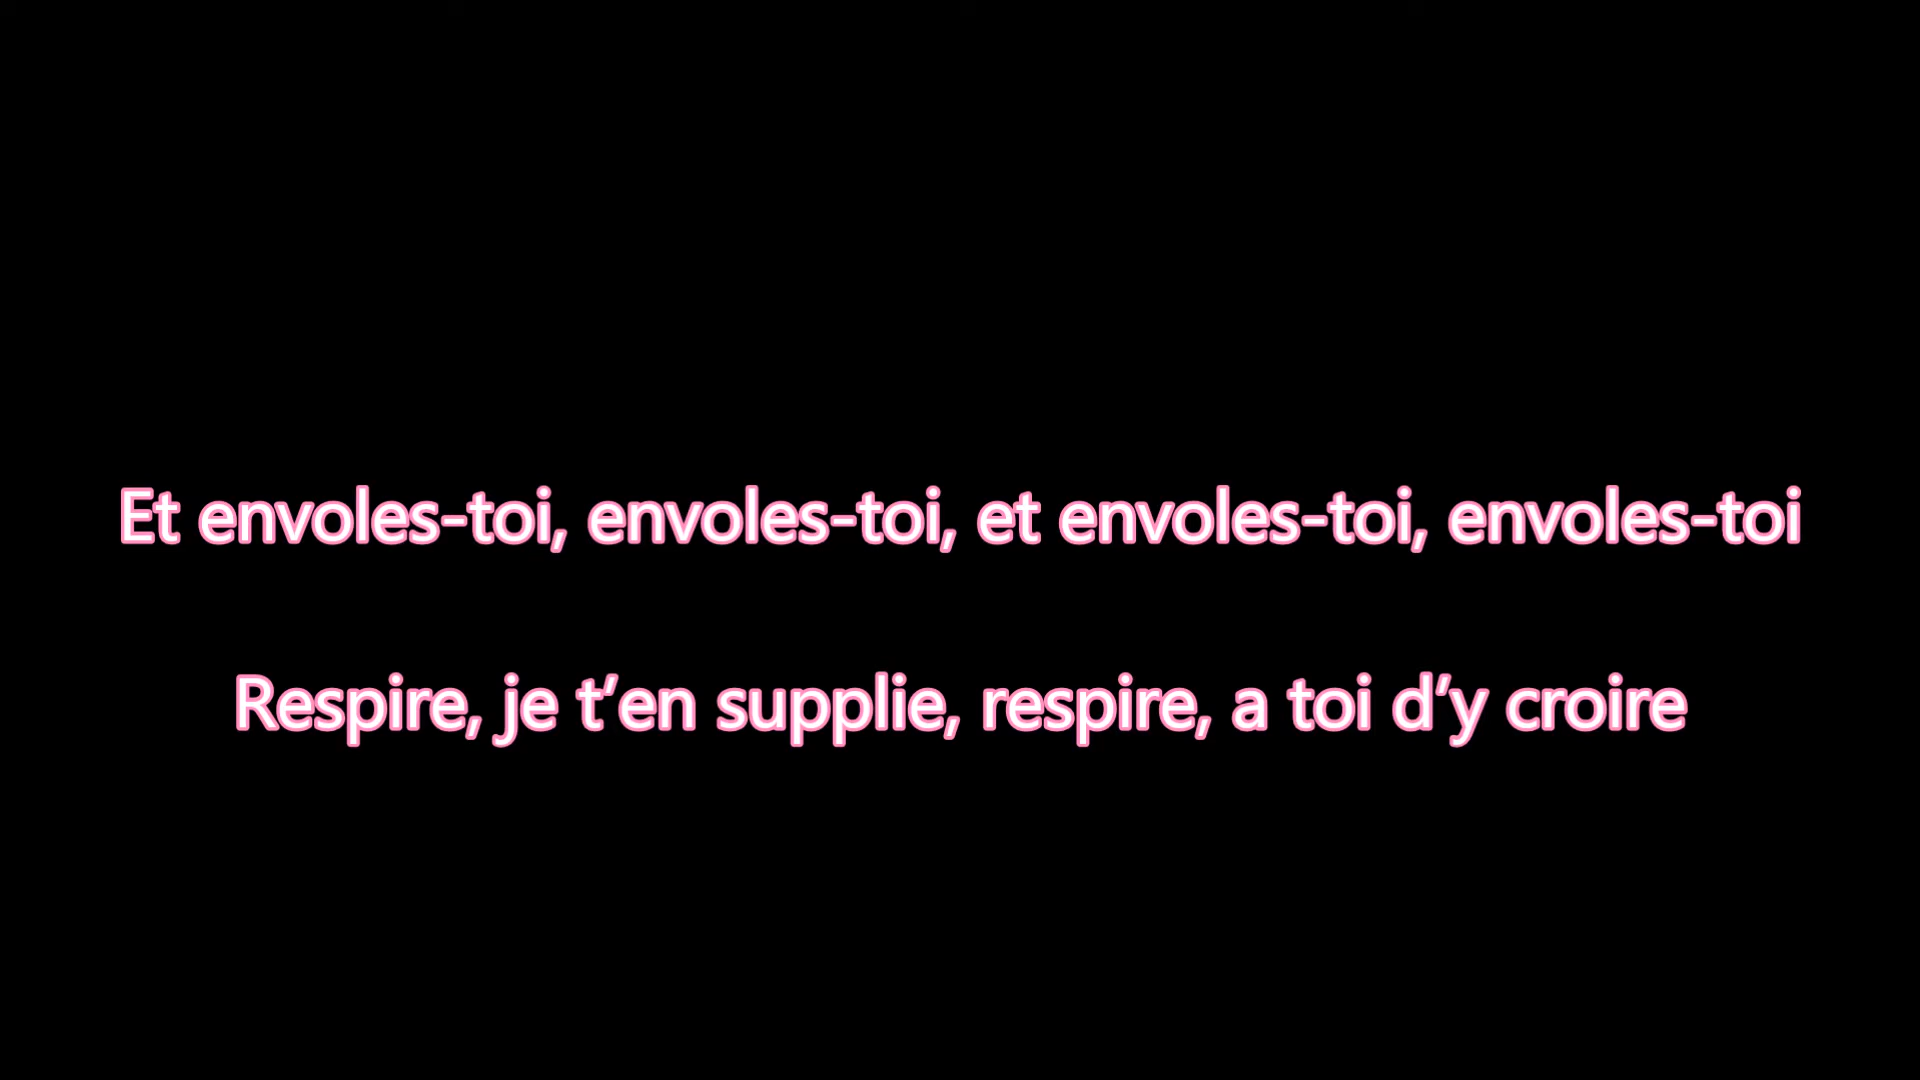 Et envoles-toi, envoles-toi, et envoles-toi, envoles-toi
Respire, je t’en supplie, respire, a toi d’y croire